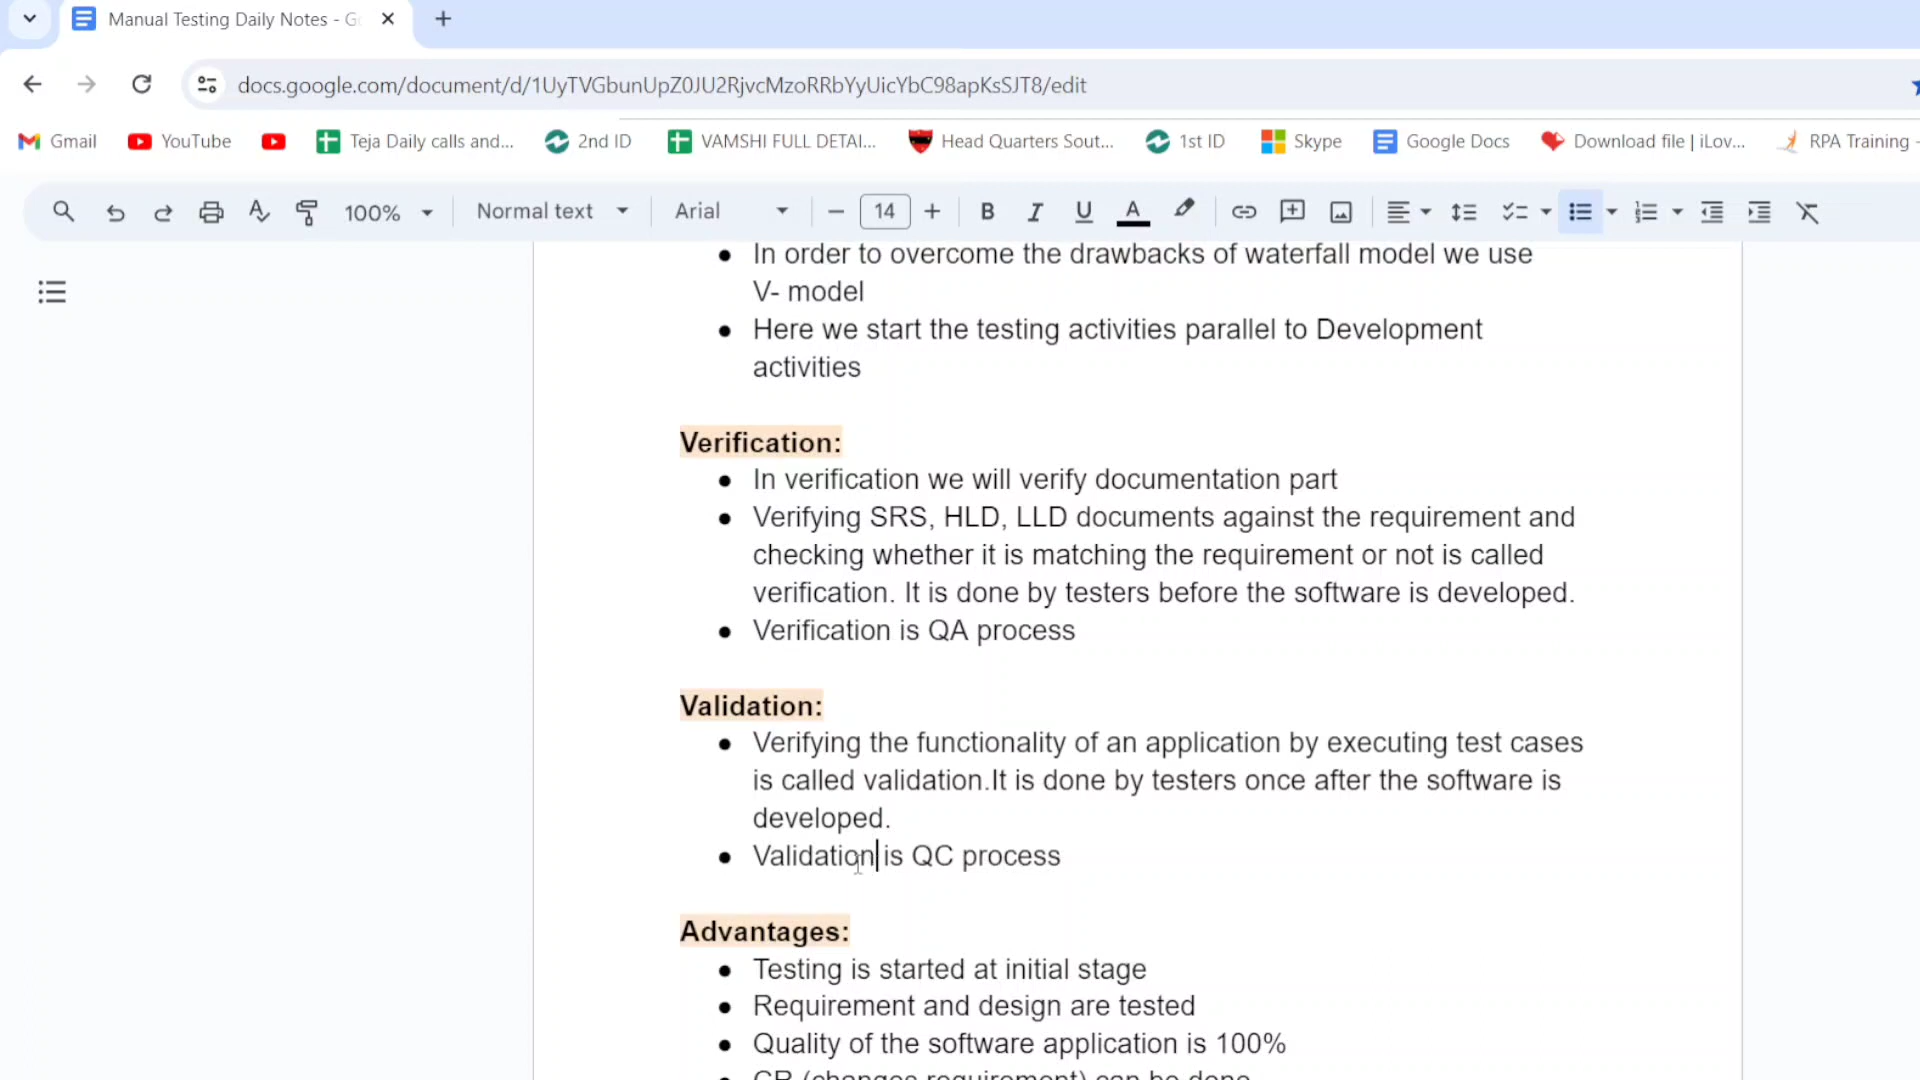 Manual Testing Daily Notes - G
docs.google.com/document/d/1UyTVGbunUpZ0JU2RjvcMzoRRbYyUicYbC98apKsSJT8/edit
Gmail YouTube Teja Daily calls and... 2nd ID VAMSHI FULL DETAI... Head Quarters Sout... 1st ID Skype Google Docs Download file | iLov... RPA Training -
100% Normal text Arial 14 B I U A
In order to overcome the drawbacks of waterfall model we use
V- model
Here we start the testing activities parallel to Development
activities
Verification:
In verification we will verify documentation part
Verifying SRS, HLD, LLD documents against the requirement and
checking whether it is matching the requirement or not is called
verification. It is done by testers before the software is developed.
Verification is QA process
Validation:
Verifying the functionality of an application by executing test cases
is called validation.It is done by testers once after the software is
developed.
Validation is QC process
Advantages:
Testing is started at initial stage
Requirement and design are tested
Quality of the software application is 100%
CR (changes requirement) can be done